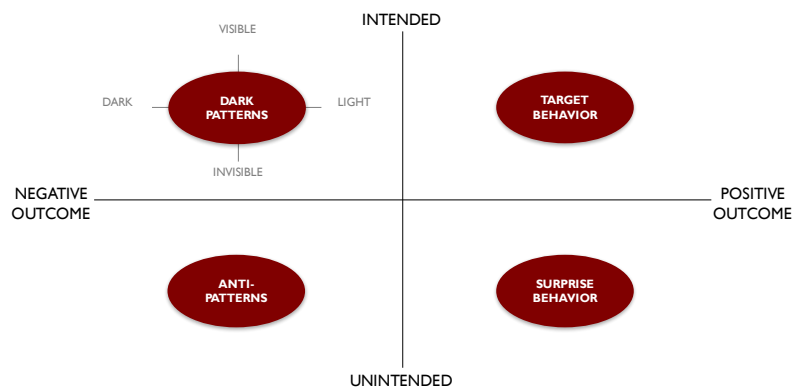 INTENDED
VISIBLE
DARK
DARK
PATTERNS
LIGHT
TARGET
BEHAVIOR
INVISIBLE
NEGATIVE
OUTCOME
POSITIVE
OUTCOME
ANTI-
PATTERNS
SURPRISE
BEHAVIOR
UNINTENDED